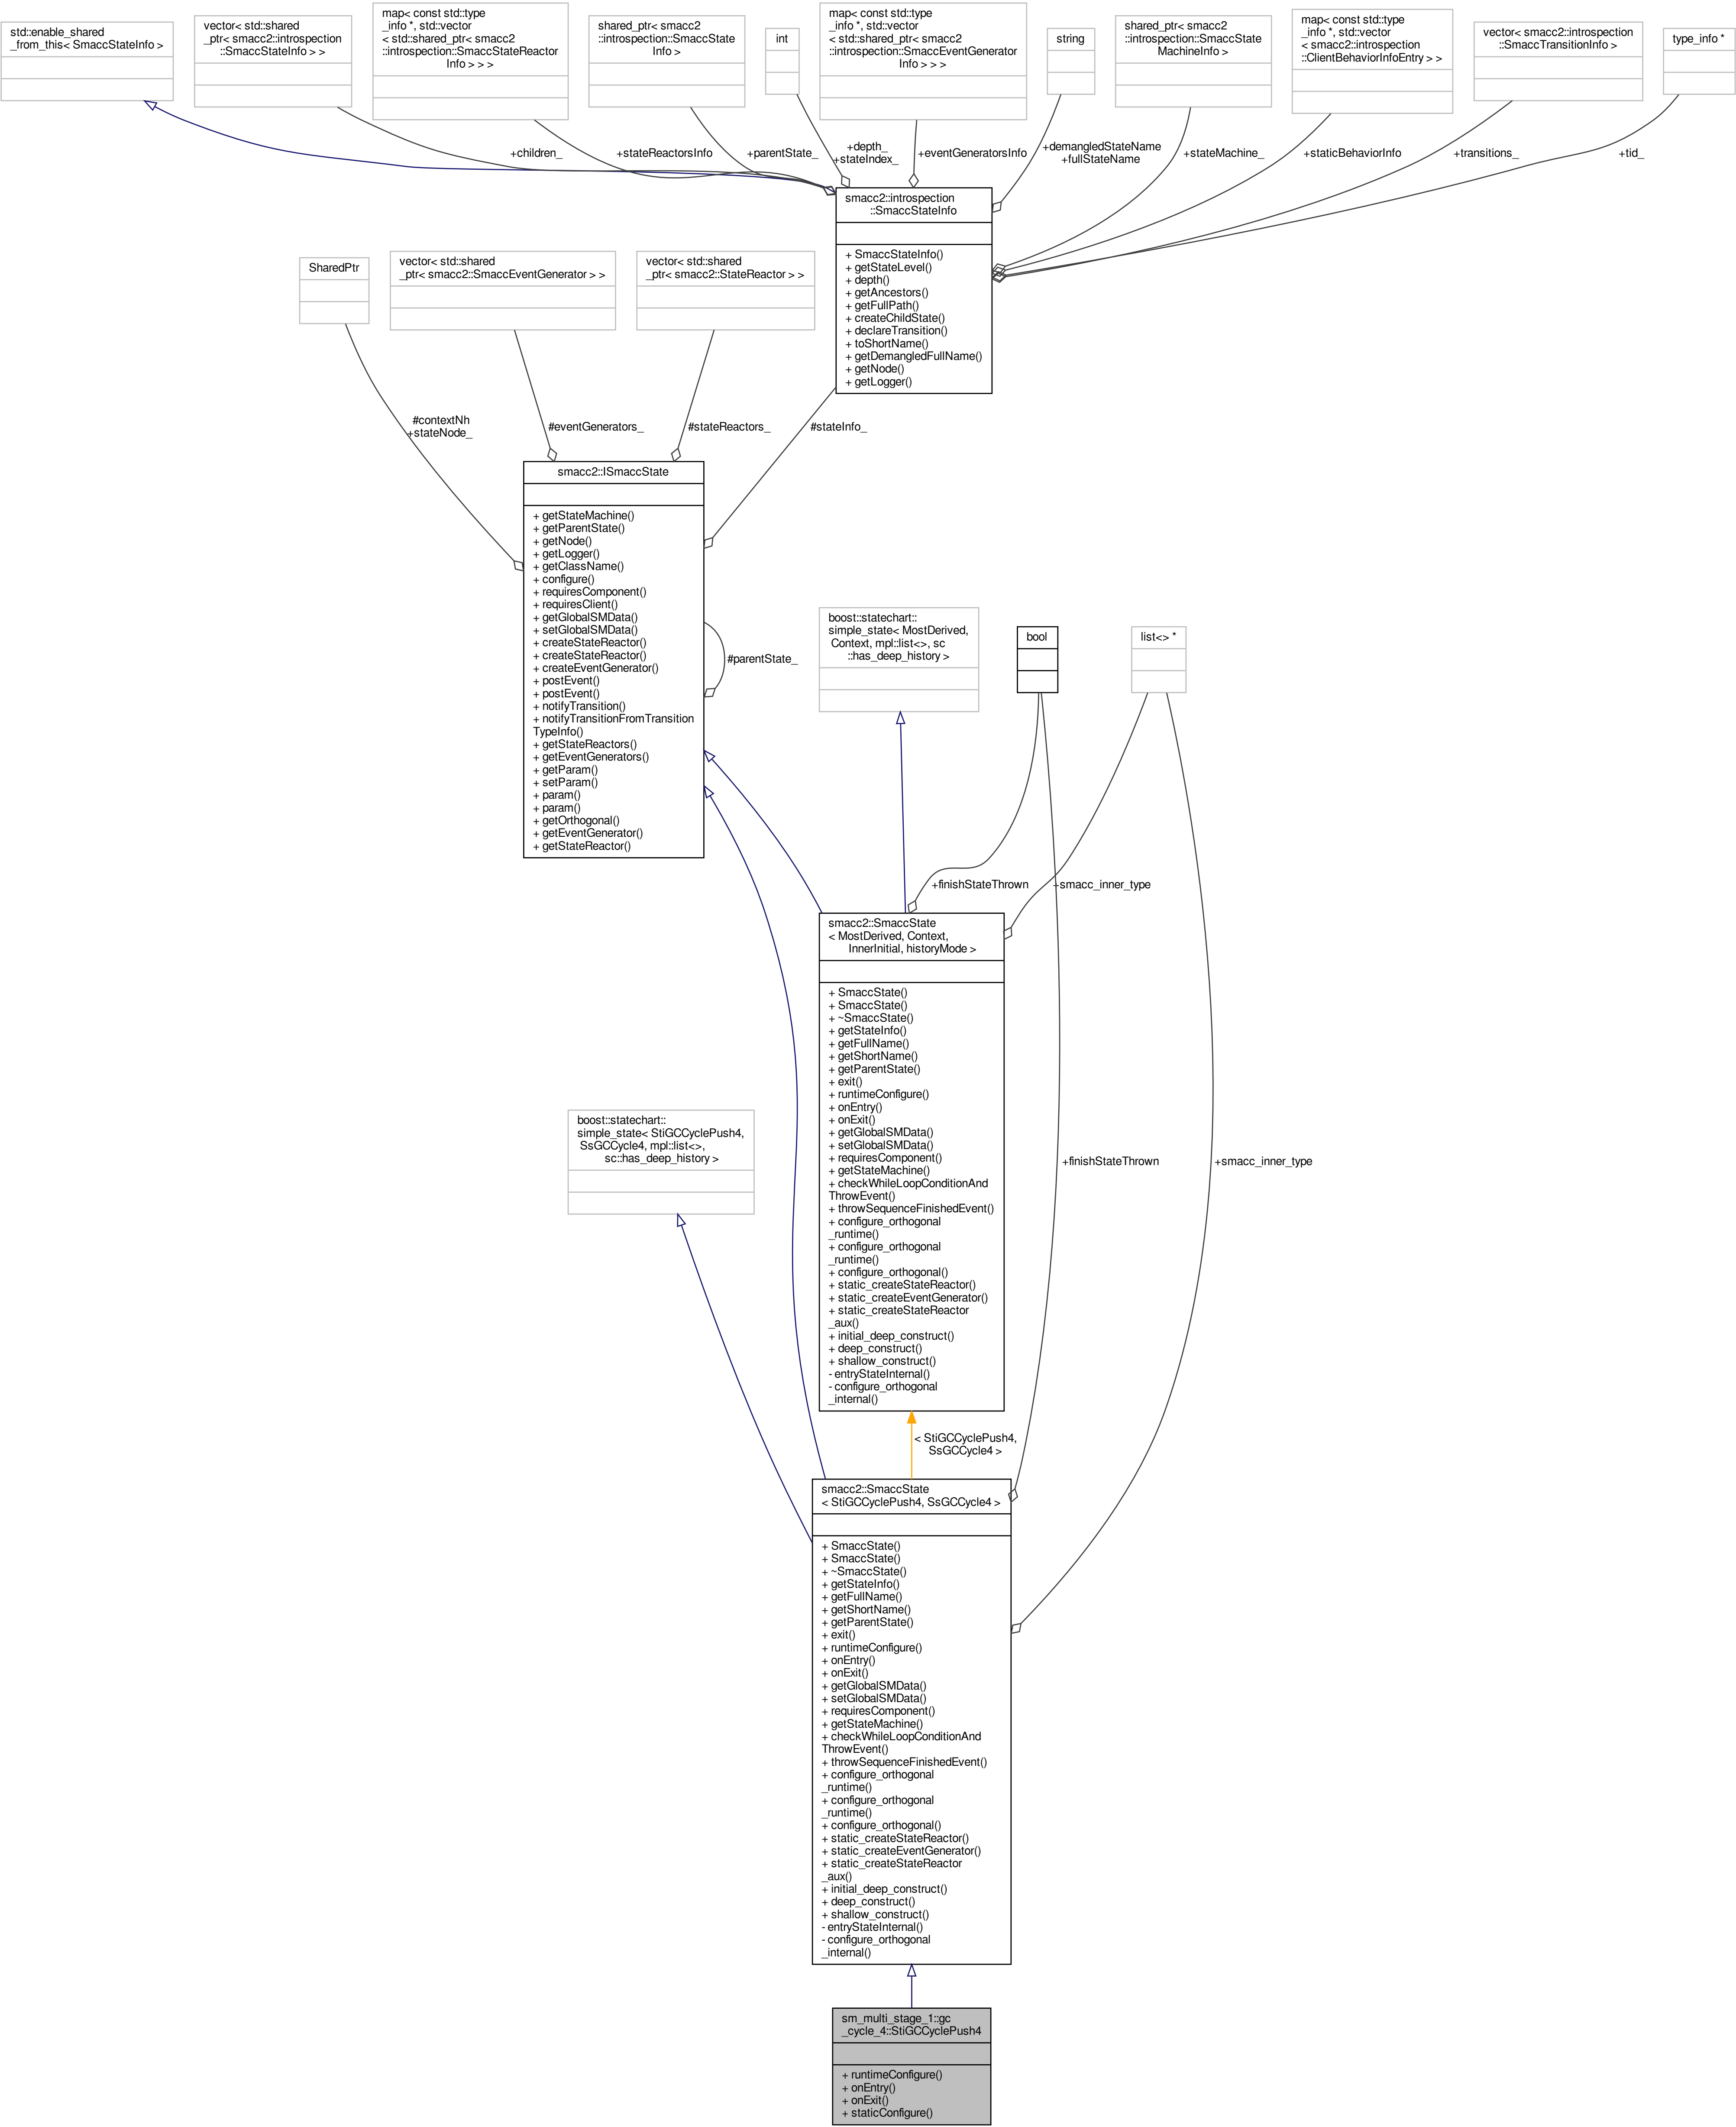 std::enable_shared
_from_this< SmaccStateInfo >
vector< std::shared
_ptr< smacc2::introspection
::SmaccStateInfo > >
map< const std::type
_info *, std::vector
< std::shared_ptr< smacc2
::introspection::SmaccStateReactor
Info > > >
shared_ptr< smacc2
::introspection::SmaccState
Info >
int
map< const std::type
_info *, std::vector
< std::shared_ptr< smacc2
::introspection::SmaccEventGenerator
Info > > >
string
shared_ptr< smacc2
::introspection::SmaccState
MachineInfo >
map< const std::type
_info *, std::vector
< smacc2::introspection
::ClientBehaviorInfoEntry > >
vector< smacc2::introspection
::SmaccTransitionInfo >
type_info *
+children_
+stateReactorsInfo
+parentState_
+depth_
+stateIndex_
+eventGeneratorsInfo
+demangledStateName
+fullStateName
+stateMachine_
+staticBehaviorInfo
+transitions_
+tid_
smacc2::introspection
::SmaccStateInfo
+ SmaccStateInfo()
+ getStateLevel()
+ depth()
+ getAncestors()
+ getFullPath()
+ createChildState()
+ declareTransition()
+ toShortName()
+ getDemangledFullName()
+ getNode()
+ getLogger()
SharedPtr
vector< std::shared
_ptr< smacc2::SmaccEventGenerator > >
vector< std::shared
_ptr< smacc2::StateReactor > >
#contextNh
+stateNode_
#eventGenerators_
#stateReactors_
#stateInfo_
smacc2::ISmaccState
+ getStateMachine()
+ getParentState()
+ getNode()
+ getLogger()
+ getClassName()
+ configure()
+ requiresComponent()
+ requiresClient()
+ getGlobalSMData()
+ setGlobalSMData()
+ createStateReactor()
+ createStateReactor()
+ createEventGenerator()
+ postEvent()
+ postEvent()
+ notifyTransition()
+ notifyTransitionFromTransition
TypeInfo()
+ getStateReactors()
+ getEventGenerators()
+ getParam()
+ setParam()
+ param()
+ param()
+ getOrthogonal()
+ getEventGenerator()
+ getStateReactor()
#parentState_
boost::statechart::
simple_state< MostDerived,
Context, mpl::list<>, sc
::has_deep_history >
bool
list<> *
+finishStateThrown
+smacc_inner_type
smacc2::SmaccState
< MostDerived, Context,
InnerInitial, historyMode >
+ SmaccState()
+ SmaccState()
+ ~SmaccState()
+ getStateInfo()
+ getFullName()
+ getShortName()
+ getParentState()
+ exit()
+ runtimeConfigure()
+ onEntry()
+ onExit()
+ getGlobalSMData()
+ setGlobalSMData()
+ requiresComponent()
+ getStateMachine()
+ checkWhileLoopConditionAnd
ThrowEvent()
+ throwSequenceFinishedEvent()
+ configure_orthogonal
_runtime()
+ configure_orthogonal
_runtime()
+ configure_orthogonal()
+ static_createStateReactor()
+ static_createEventGenerator()
+ static_createStateReactor
_aux()
+ initial_deep_construct()
+ deep_construct()
+ shallow_construct()
- entryStateInternal()
- configure_orthogonal
_internal()
boost::statechart::
simple_state< StiGCCyclePush4,
SsGCCycle4, mpl::list<>,
sc::has_deep_history >
+finishStateThrown
+smacc_inner_type
< StiGCCyclePush4,
SsGCCycle4 >
smacc2::SmaccState
< StiGCCyclePush4, SsGCCycle4 >
+ SmaccState()
+ SmaccState()
+ ~SmaccState()
+ getStateInfo()
+ getFullName()
+ getShortName()
+ getParentState()
+ exit()
+ runtimeConfigure()
+ onEntry()
+ onExit()
+ getGlobalSMData()
+ setGlobalSMData()
+ requiresComponent()
+ getStateMachine()
+ checkWhileLoopConditionAnd
ThrowEvent()
+ throwSequenceFinishedEvent()
+ configure_orthogonal
_runtime()
+ configure_orthogonal
_runtime()
+ configure_orthogonal()
+ static_createStateReactor()
+ static_createEventGenerator()
+ static_createStateReactor
_aux()
+ initial_deep_construct()
+ deep_construct()
+ shallow_construct()
- entryStateInternal()
- configure_orthogonal
_internal()
sm_multi_stage_1::gc
_cycle_4::StiGCCyclePush4
+ runtimeConfigure()
+ onEntry()
+ onExit()
+ staticConfigure()